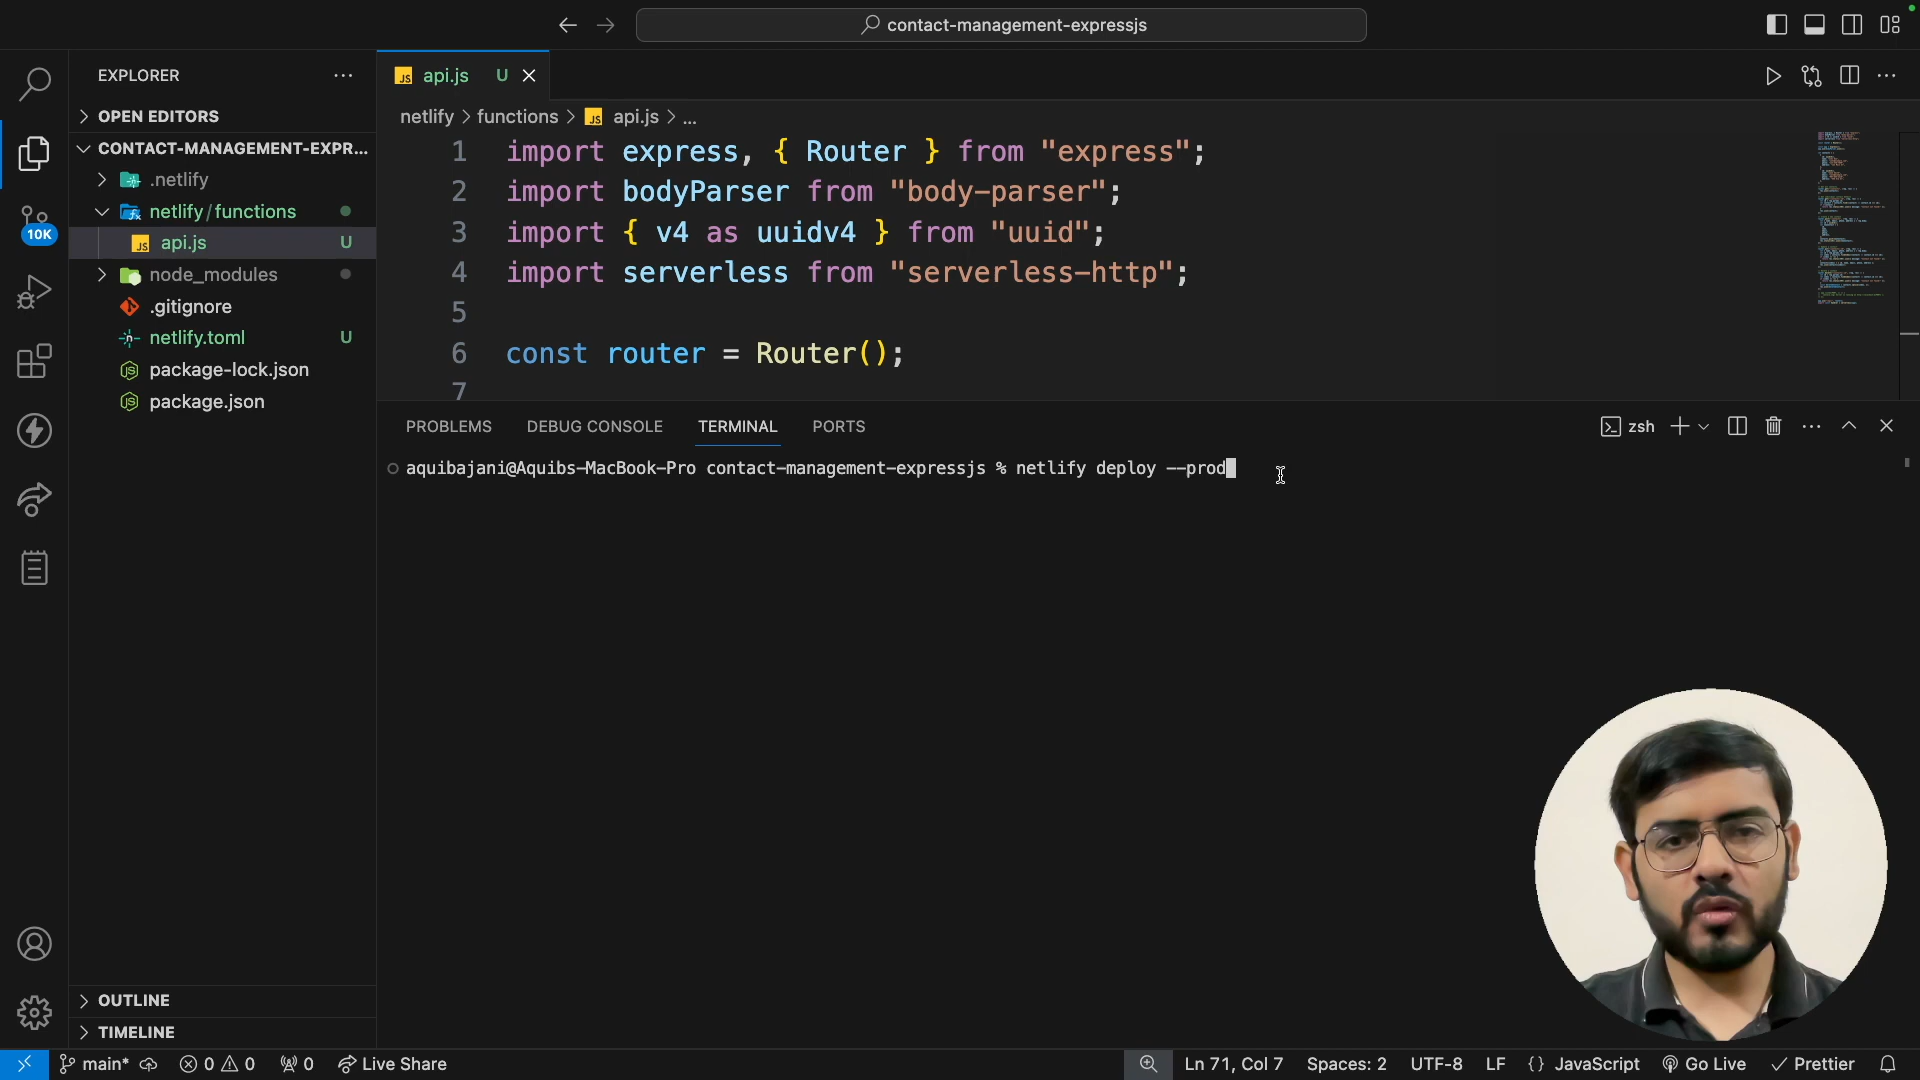 contact-management-expressjs
EXPLORER
OPEN EDITORS
CONTACT-MANAGEMENT-EXPR...
.netlify
netlify/functions
api.js U
node_modules
.gitignore
netlify.toml U
package-lock.json
package.json
OUTLINE
TIMELINE
10K
api.js U
netlify > functions > api.js > ...
1 import express, { Router } from "express";
2 import bodyParser from "body-parser";
3 import { v4 as uuidv4 } from "uuid";
4 import serverless from "serverless-http";
5
6 const router = Router();
7
PROBLEMS DEBUG CONSOLE TERMINAL PORTS
zsh
aquibajani@Aquibs-MacBook-Pro contact-management-expressjs % netlify deploy --prod
main* 0 0 0 Live Share
Ln 71, Col 7 Spaces: 2 UTF-8 LF {} JavaScript Go Live Prettier